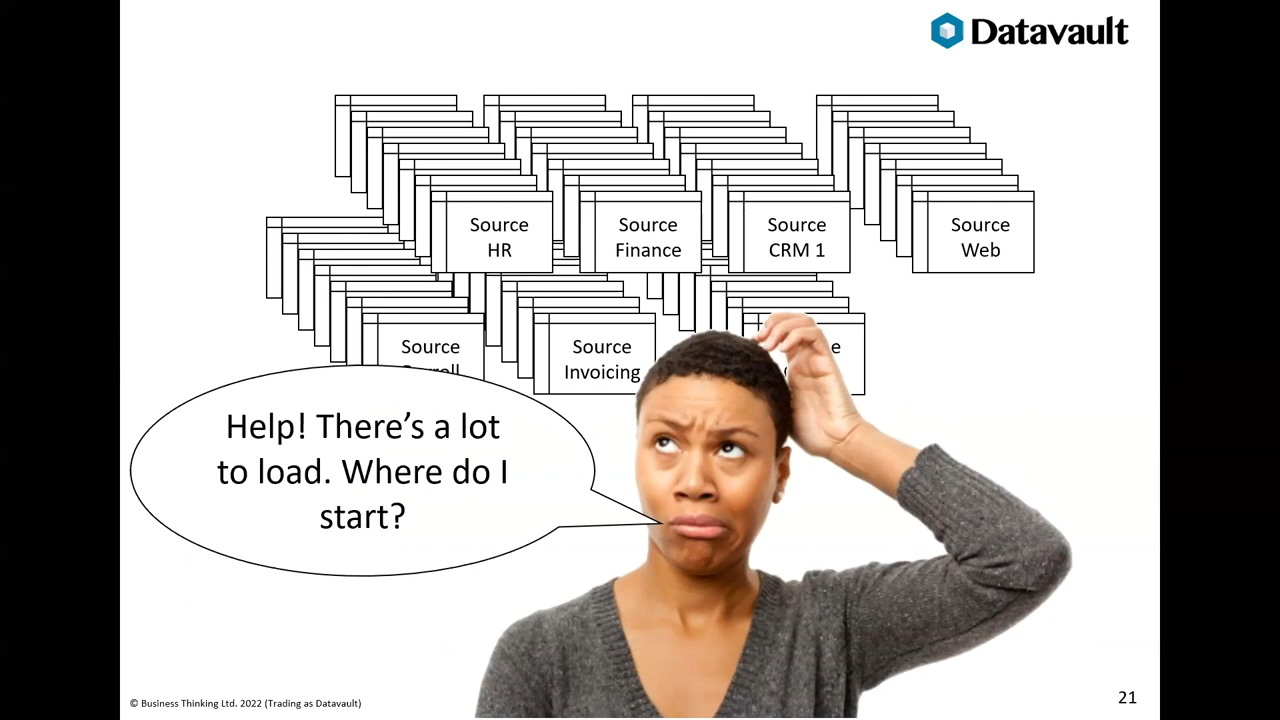 Datavault
Source
HR
Source
Finance
Source
CRM 1
Source
Web
Source
Source
Invoicing
Help! There's a lot
to load. Where do I
start?
© Business Thinking Ltd. 2022 (Trading as Datavault)
21